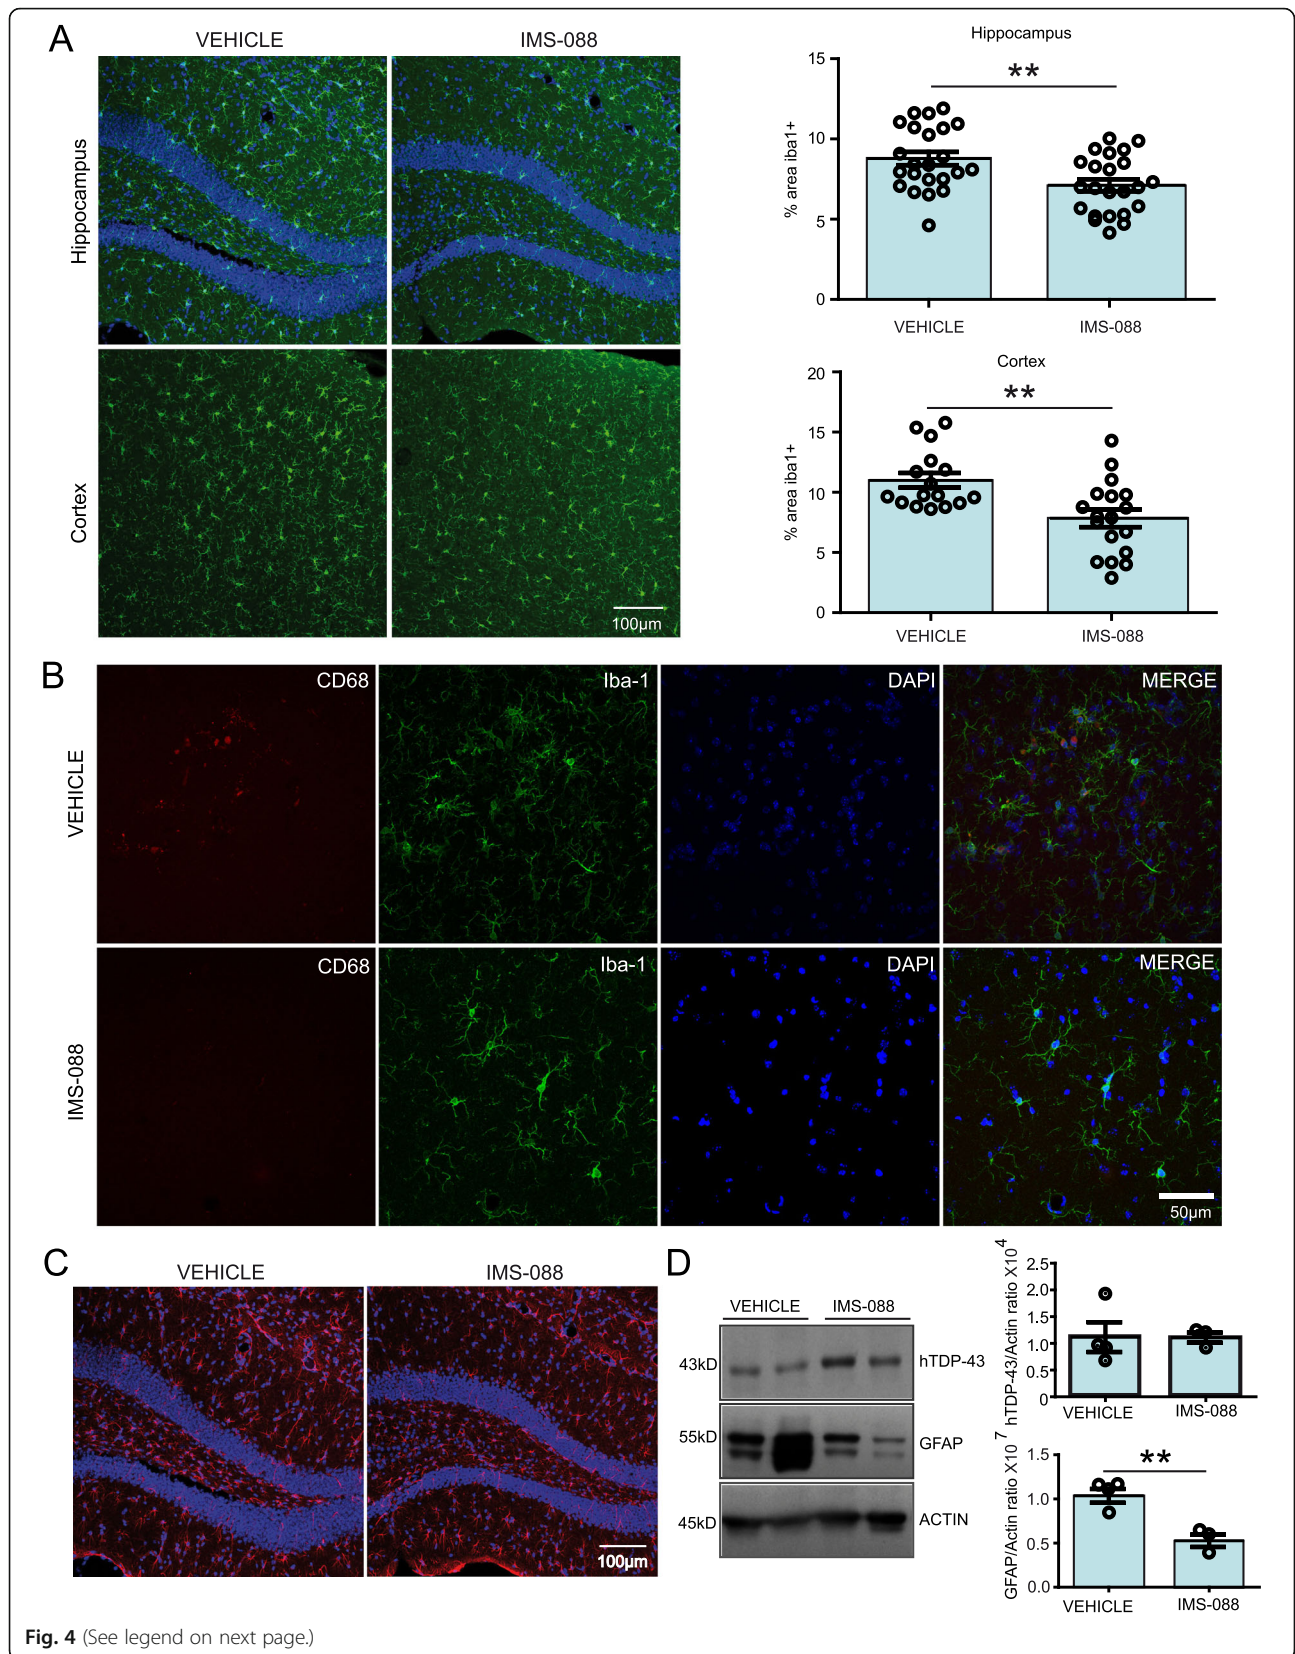 A
VEHICLE
IMS-088
Hippocampus
Cortex
100µm
Hippocampus
% area iba1+
15
10
5
0
**
VEHICLE
IMS-088
Cortex
% area iba1+
20
15
10
5
0
**
VEHICLE
IMS-088
B
VEHICLE
CD68
Iba-1
DAPI
MERGE
IMS-088
CD68
Iba-1
DAPI
MERGE
50µm
C
VEHICLE
IMS-088
100µm
D
VEHICLE
IMS-088
43kD
hTDP-43
55kD
GFAP
45kD
ACTIN
hTDP-43/Actin ratio X10^4
2.5
2.0
1.5
1.0
0.5
0
VEHICLE
IMS-088
GFAP/Actin ratio X10^7
1.5
1.0
0.5
0.0
**
VEHICLE
IMS-088
Fig. 4 (See legend on next page.)